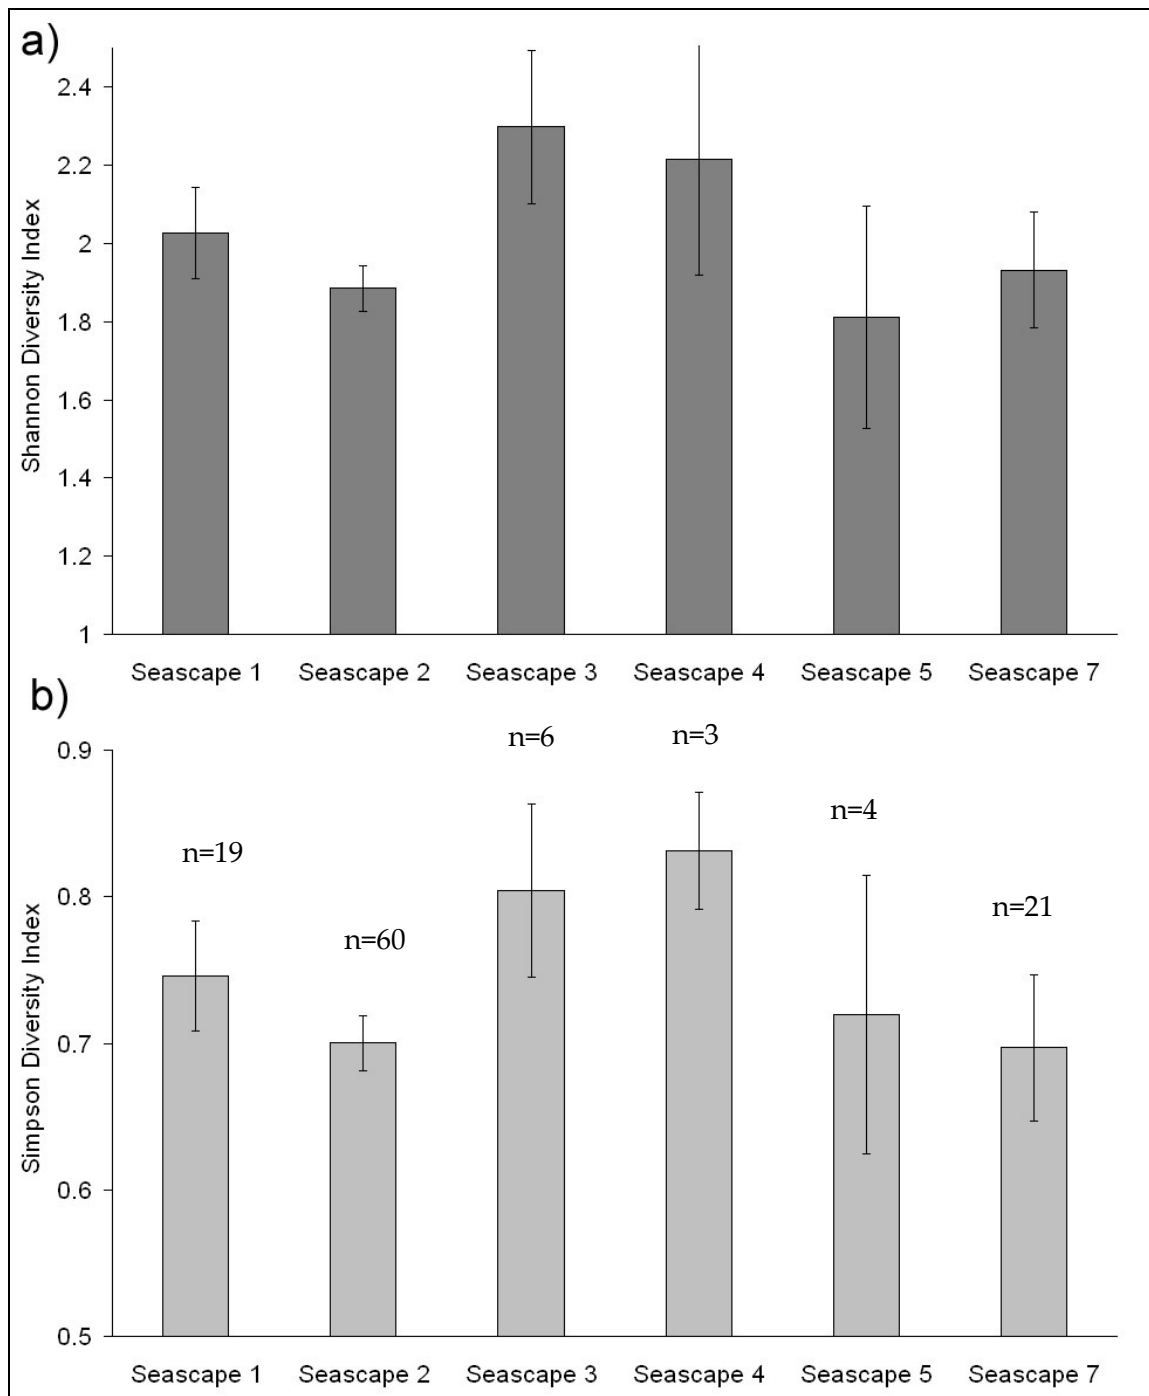 a)
Shannon Diversity Index
2.4
2.2
2
1.8
1.6
1.4
1.2
1
Seascape 1 Seascape 2 Seascape 3 Seascape 4 Seascape 5 Seascape 7
b)
Simpson Diversity Index
0.9
0.8
0.7
0.6
0.5
n=19
n=60
n=6
n=3
n=4
n=21
Seascape 1 Seascape 2 Seascape 3 Seascape 4 Seascape 5 Seascape 7